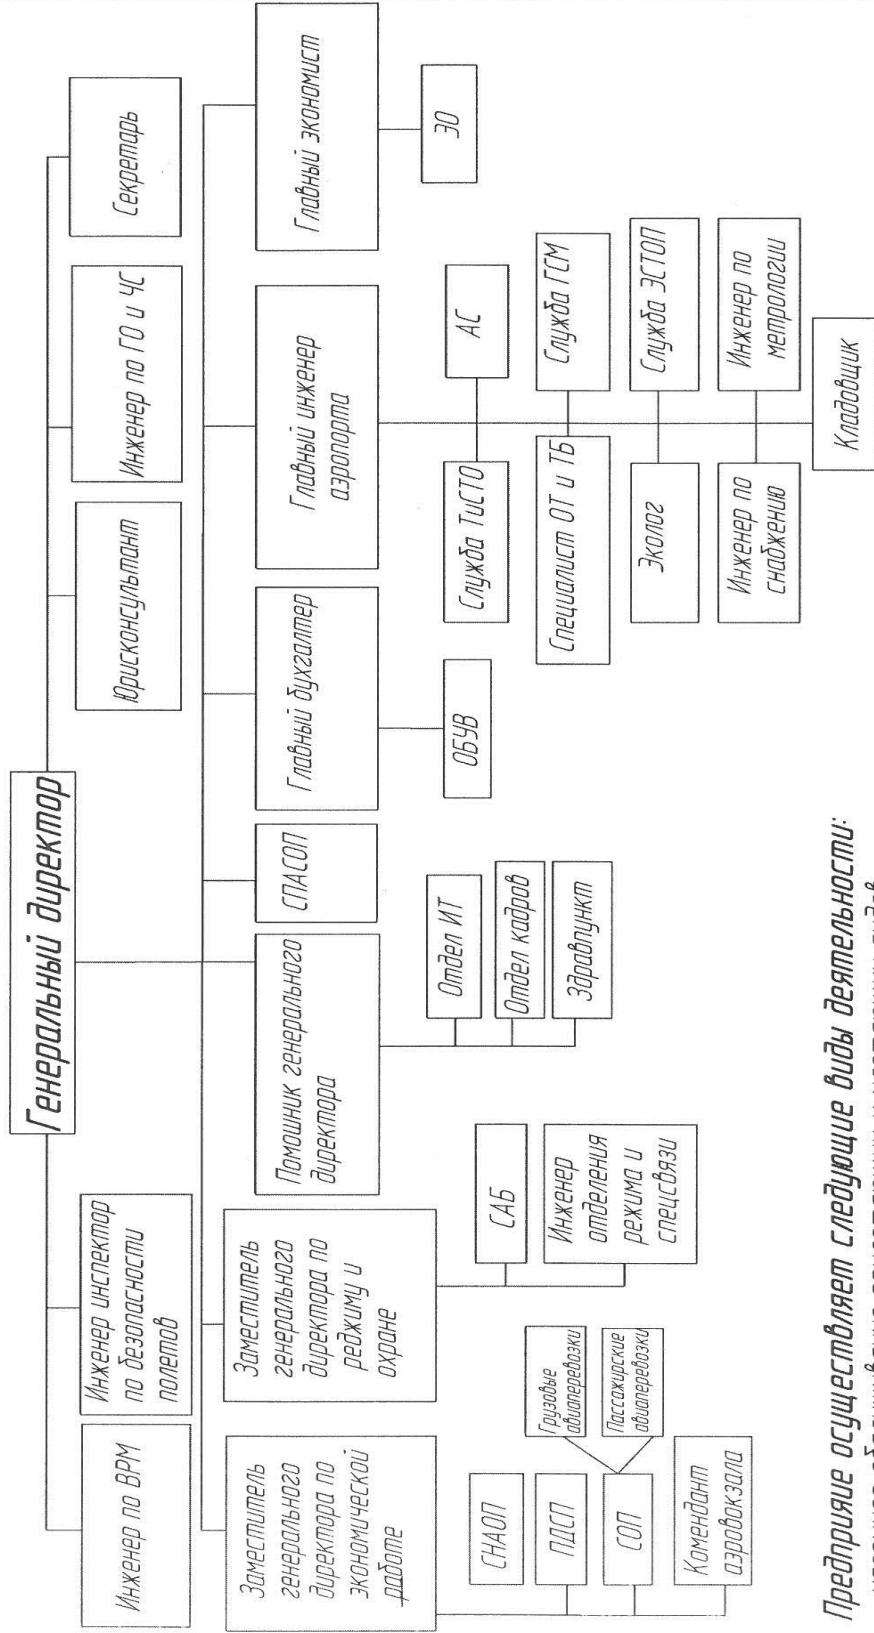 Генеральный директор
Инженер по ВРМ
Инженер инспектор
по безопасности
полетов
Юрисконсультант
Инженер по ГО и ЧС
Секретарь
Заместитель
генерального
директора по
экономической
работе
Заместитель
генерального
директора по
реджиму и
охране
Помошник генерального
директора
СПАСОП
Главный бухгалтер
Главный инженер
аэропорта
Главный экономист
СНАОП
ПДСП
СОП
Комендант
аэровокзала
Грузовые
авиаперевозки
Пассажирские
авиаперевозки
САБ
Инженер
отделения
режима и
спецсвязи
Отдел ИТ
Отдел кадров
Здравпункт
ОБУВ
Служба ТиСТО
АС
Специалист ОТ и ТБ
Служба ГСМ
Эколог
Служба ЭСТОП
Инженер по
снабжению
Инженер по
метрологии
Кладовщик
ЭО
Предприяие осуществляет следующие виды деятельности: